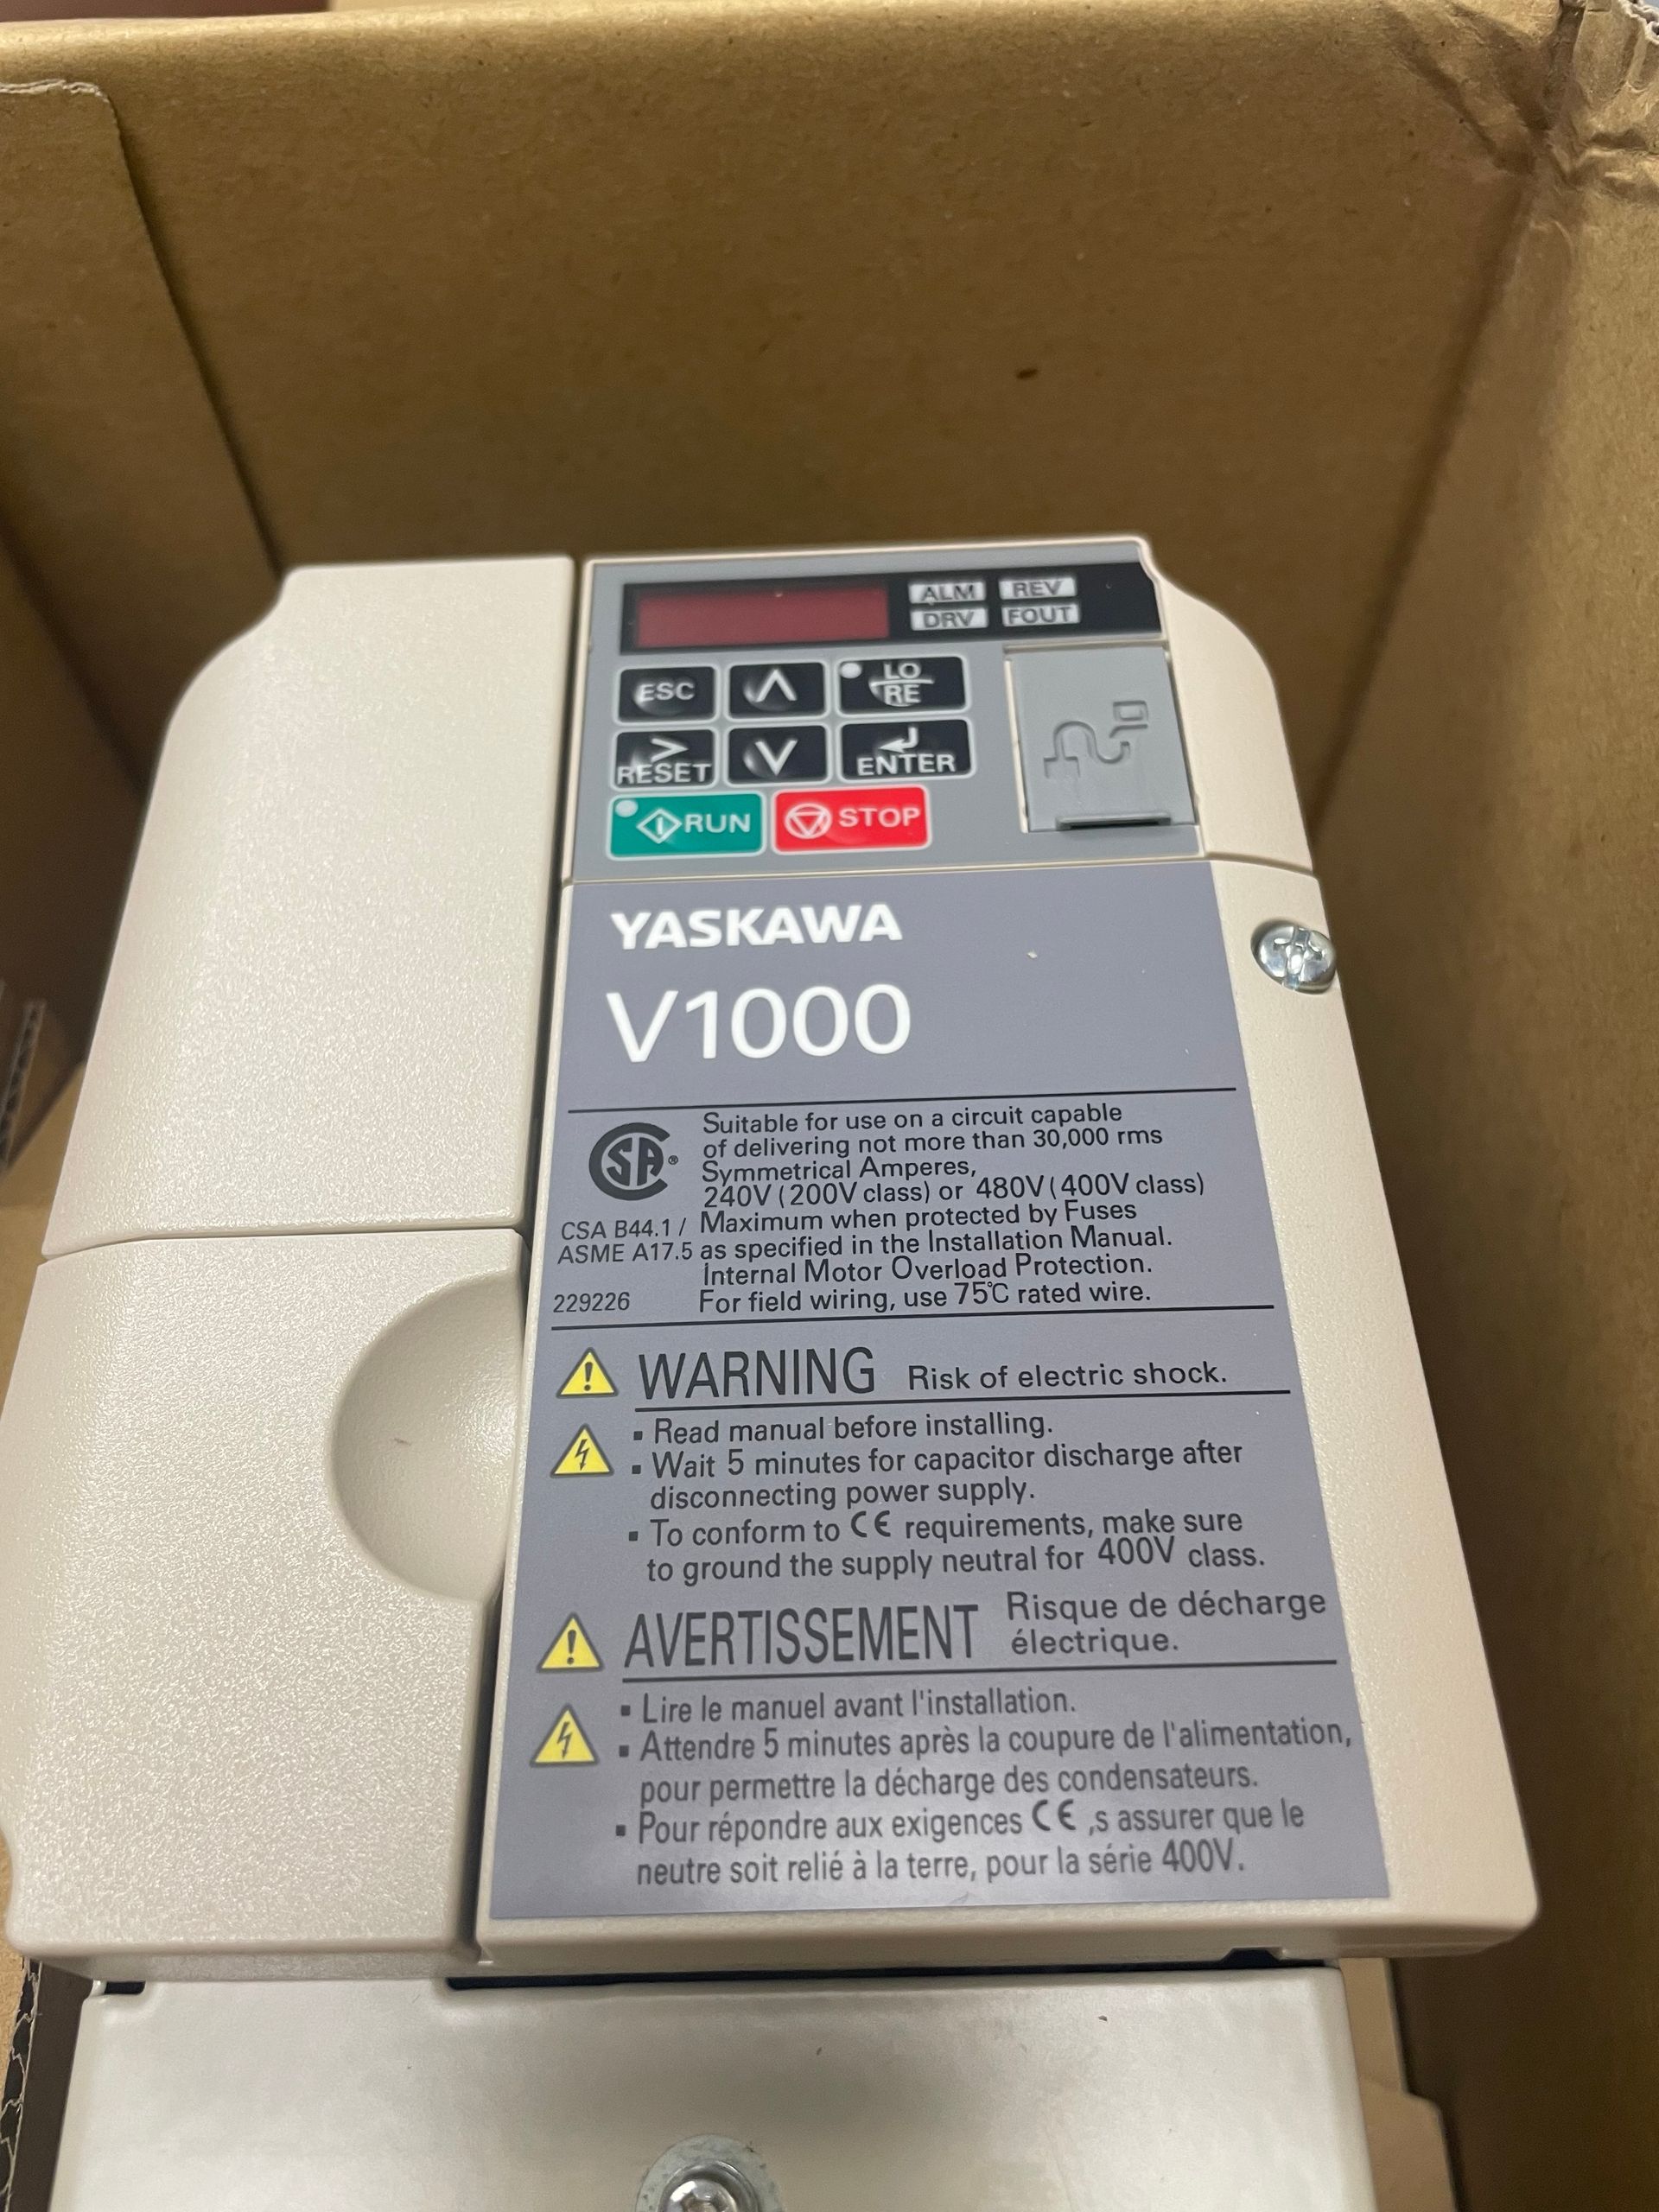 ALM REV
DRV FOUT
ESC LO RE
RESET ENTER
RUN STOP
YASKAWA
V1000
Suitable for use on a circuit capable
of delivering not more than 30,000 rms
Symmetrical Amperes,
240V (200V class) or 480V (400V class)
CSA B44.1 / Maximum when protected by Fuses
ASME A17.5 as specified in the Installation Manual.
Internal Motor Overload Protection.
229226 For field wiring, use 75℃ rated wire.
WARNING Risk of electric shock.
▪ Read manual before installing.
▪ Wait 5 minutes for capacitor discharge after
disconnecting power supply.
▪ To conform to CE requirements, make sure
to ground the supply neutral for 400V class.
AVERTISSEMENT Risque de décharge
électrique.
▪ Lire le manuel avant l'installation.
▪ Attendre 5 minutes après la coupure de l'alimentation,
pour permettre la décharge des condensateurs.
▪ Pour répondre aux exigences CE ,s assurer que le
neutre soit relié à la terre, pour la série 400V.